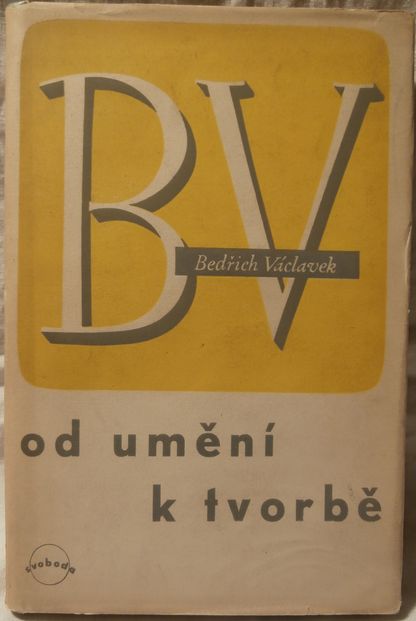 BV
Bedřich Václavek
od umění
k tvorbě
svoboda